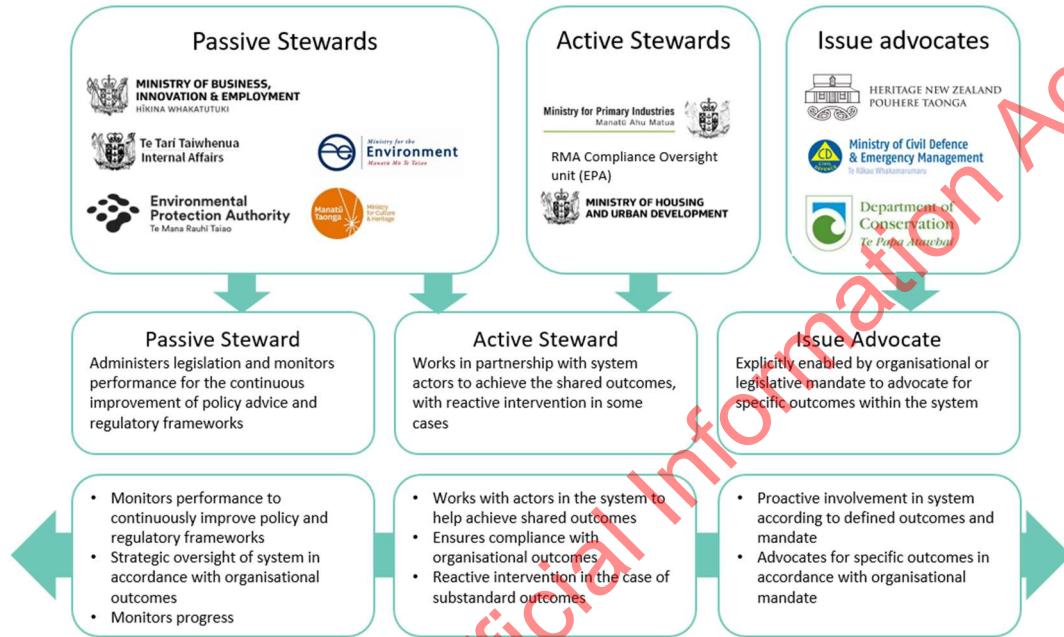 Passive Stewards
MINISTRY OF BUSINESS,
INNOVATION & EMPLOYMENT
HĪKINA WHAKATUTUKI
Te Tari Taiwhenua
Internal Affairs
Ministry for the
Environment
Manatū Mō Te Taiao
Environmental
Protection Authority
Te Mana Rauhī Taiao
Manatū
Taonga
Ministry
for Culture
& Heritage
Active Stewards
Ministry for Primary Industries
Manatū Ahu Matua
RMA Compliance Oversight
unit (EPA)
MINISTRY OF HOUSING
AND URBAN DEVELOPMENT
Issue advocates
HERITAGE NEW ZEALAND
POUHERE TAONGA
CD
CIVIL DEFENCE
Ministry of Civil Defence
& Emergency Management
Te Rākau Whakamarumaru
Department of
Conservation
Te Papa Atawhai
Passive Steward
Administers legislation and monitors
performance for the continuous
improvement of policy advice and
regulatory frameworks
Active Steward
Works in partnership with system
actors to achieve the shared outcomes,
with reactive intervention in some
cases
Issue Advocate
Explicitly enabled by organisational or
legislative mandate to advocate for
specific outcomes within the system
• Monitors performance to
continuously improve policy and
regulatory frameworks
• Strategic oversight of system in
accordance with organisational
outcomes
• Monitors progress
• Works with actors in the system to
help achieve shared outcomes
• Ensures compliance with
organisational outcomes
• Reactive intervention in the case of
substandard outcomes
• Proactive involvement in system
according to defined outcomes and
mandate
• Advocates for specific outcomes in
accordance with organisational
mandate
Official Information Ac